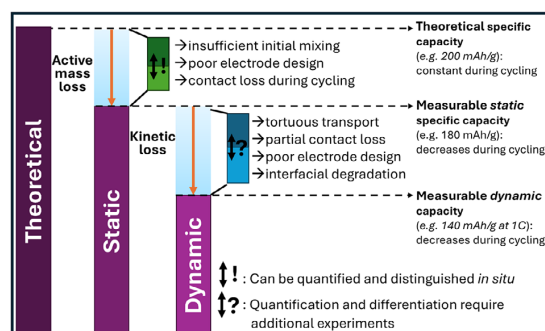 Theoretical
Active
mass
loss
Static
!
→insufficient initial mixing
→poor electrode design
→contact loss during cycling
Kinetic
loss
Dynamic
?
→tortuous transport
→partial contact loss
→poor electrode design
→interfacial degradation
Theoretical specific
capacity
(e.g. 200 mAh/g):
constant during cycling
Measurable static
specific capacity
(e.g. 180 mAh/g):
decreases during cycling
Measurable dynamic
capacity
(e.g. 140 mAh/g at 1C):
decreases during cycling
! : Can be quantified and distinguished in situ
? : Quantification and differentiation require
additional experiments